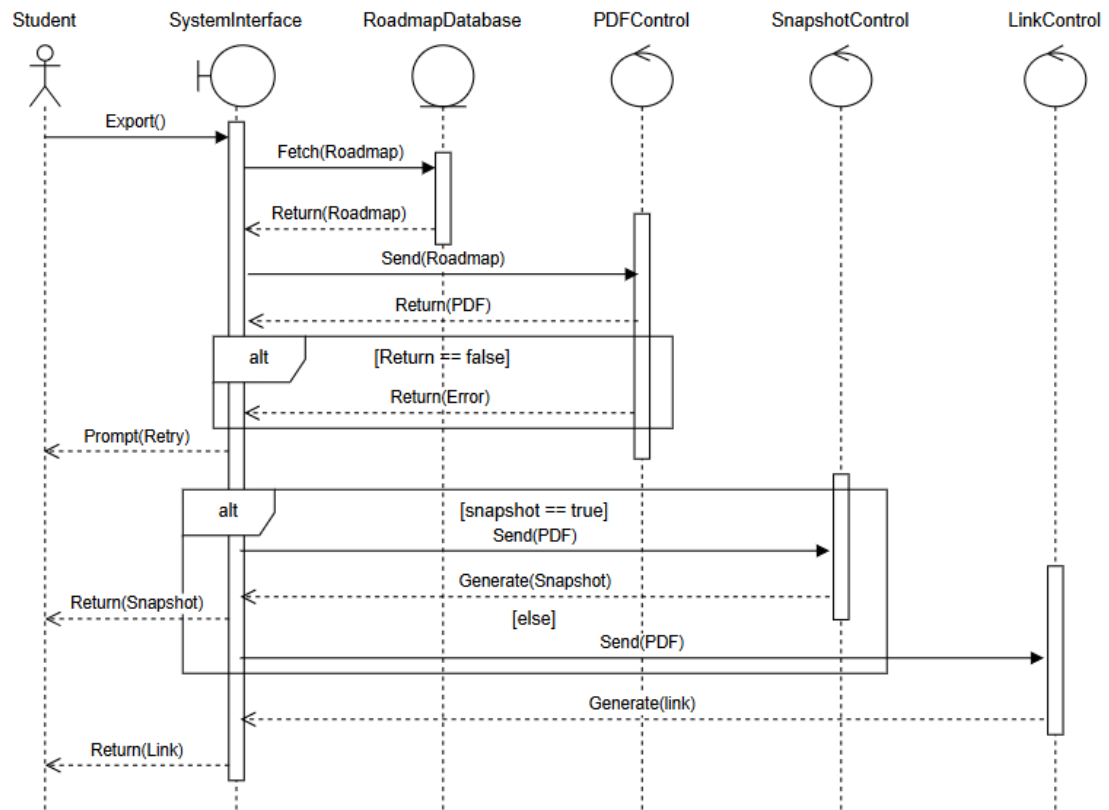 Student
SystemInterface
RoadmapDatabase
PDFControl
SnapshotControl
LinkControl
Export()
Fetch(Roadmap)
Return(Roadmap)
Send(Roadmap)
Return(PDF)
alt
[Return == false]
Return(Error)
Prompt(Retry)
alt
[snapshot == true]
Send(PDF)
Generate(Snapshot)
Return(Snapshot)
[else]
Send(PDF)
Generate(link)
Return(Link)